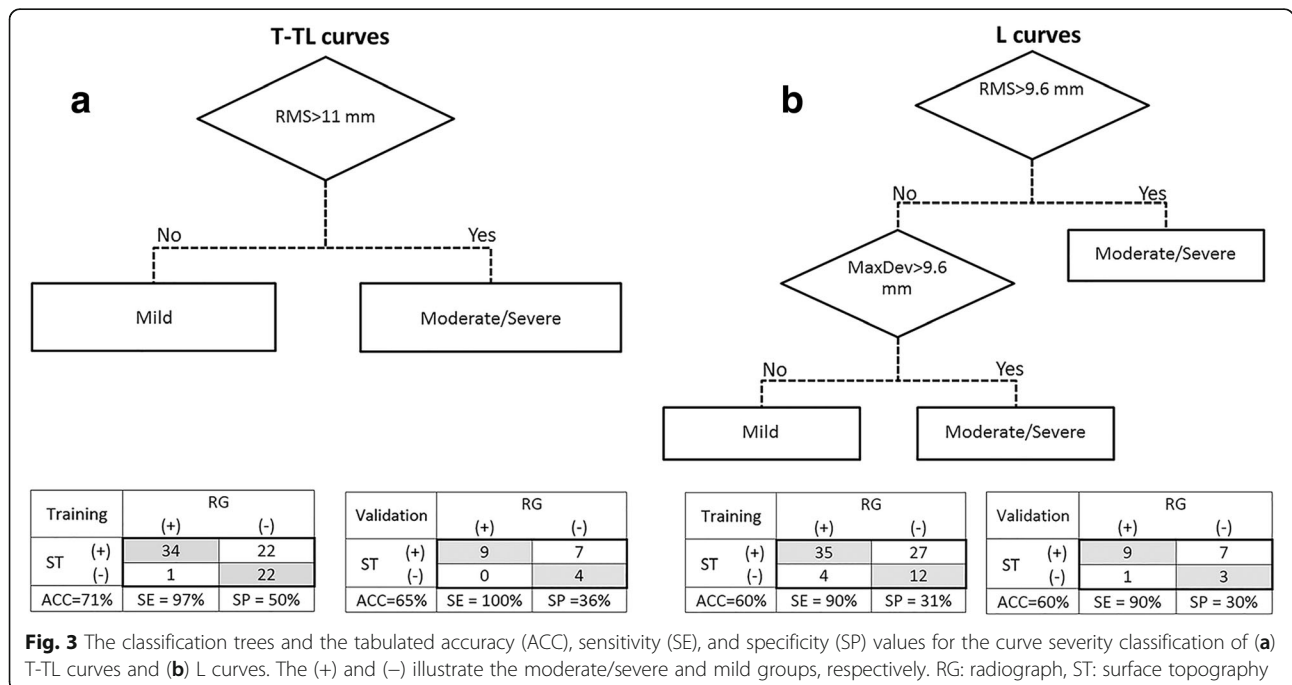 T-TL curves
a
RMS>11 mm
No
Yes
Mild
Moderate/Severe
L curves
b
RMS>9.6 mm
No
Yes
MaxDev>9.6
mm
Moderate/Severe
No
Yes
Mild
Moderate/Severe
Training RG
(+) (-)
ST (+) 34 22
(-) 1 22
ACC=71% SE = 97% SP = 50%
Validation RG
(+) (-)
ST (+) 9 7
(-) 0 4
ACC=65% SE = 100% SP =36%
Training RG
(+) (-)
ST (+) 35 27
(-) 4 12
ACC=60% SE = 90% SP = 31%
Validation RG
(+) (-)
ST (+) 9 7
(-) 1 3
ACC=60% SE = 90% SP = 30%
Fig. 3 The classification trees and the tabulated accuracy (ACC), sensitivity (SE), and specificity (SP) values for the curve severity classification of (a)
T-TL curves and (b) L curves. The (+) and (−) illustrate the moderate/severe and mild groups, respectively. RG: radiograph, ST: surface topography